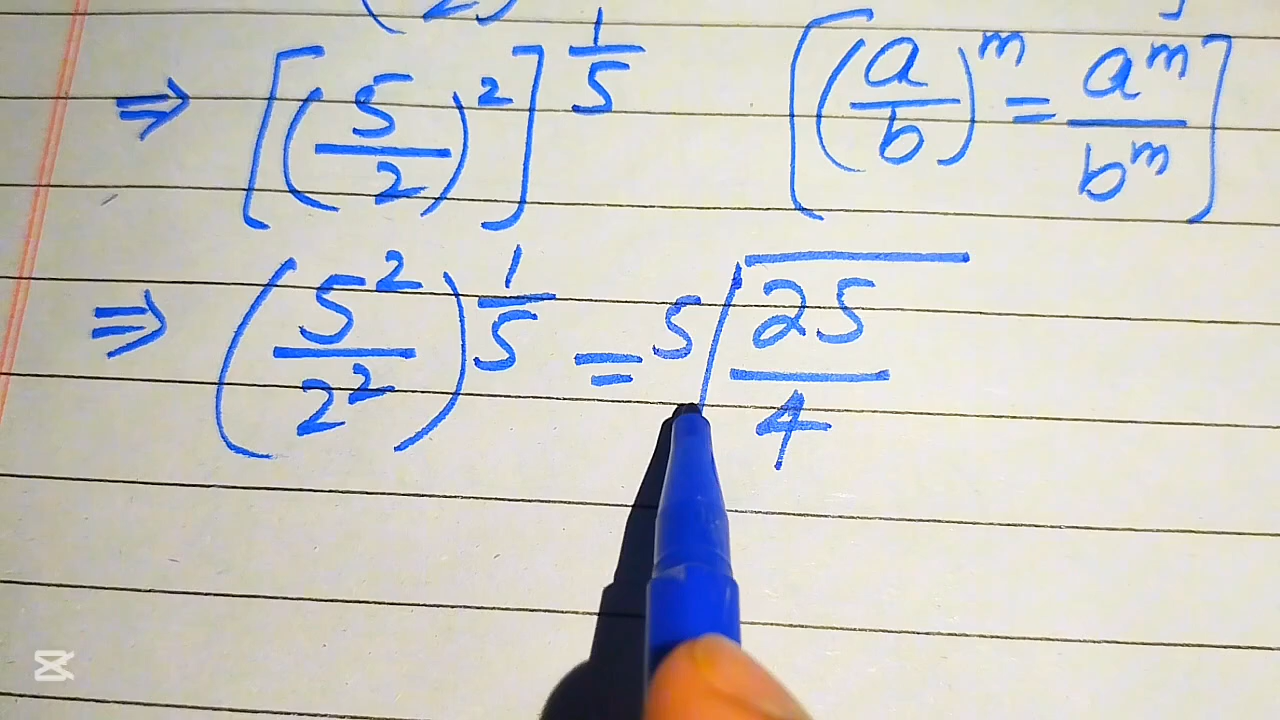 ⇒ [(5/2)²]^(1/5) [(a/b)^m = a^m/b^m]
⇒ (5²/2²)^(1/5) = ⁵√(25/4)